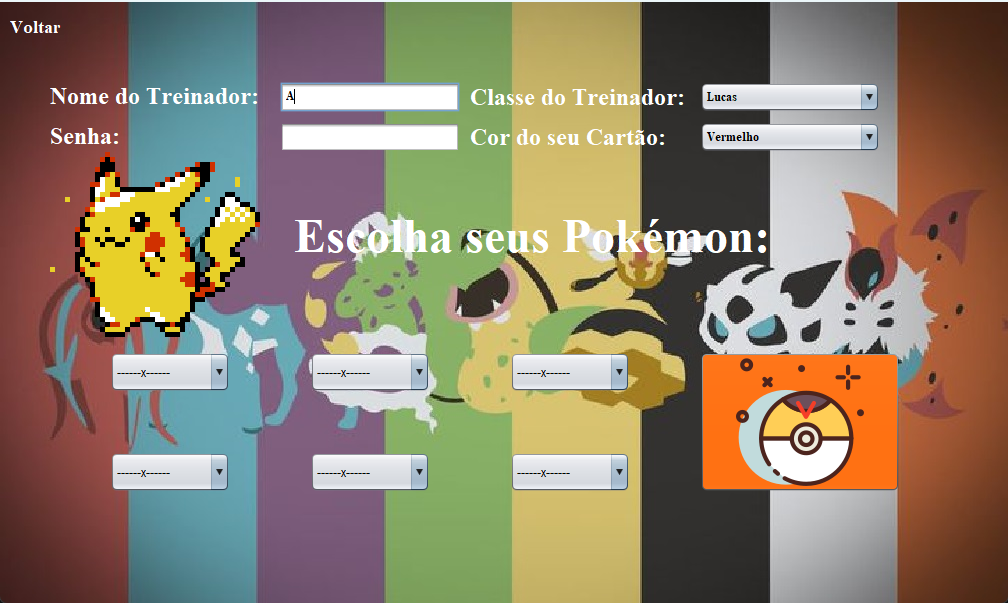 Voltar
Nome do Treinador: A Classe do Treinador: Lucas
Senha: Cor do seu Cartão: Vermelho
Escolha seus Pokémon:
------x------ ------x------ ------x------
------x------ ------x------ ------x------